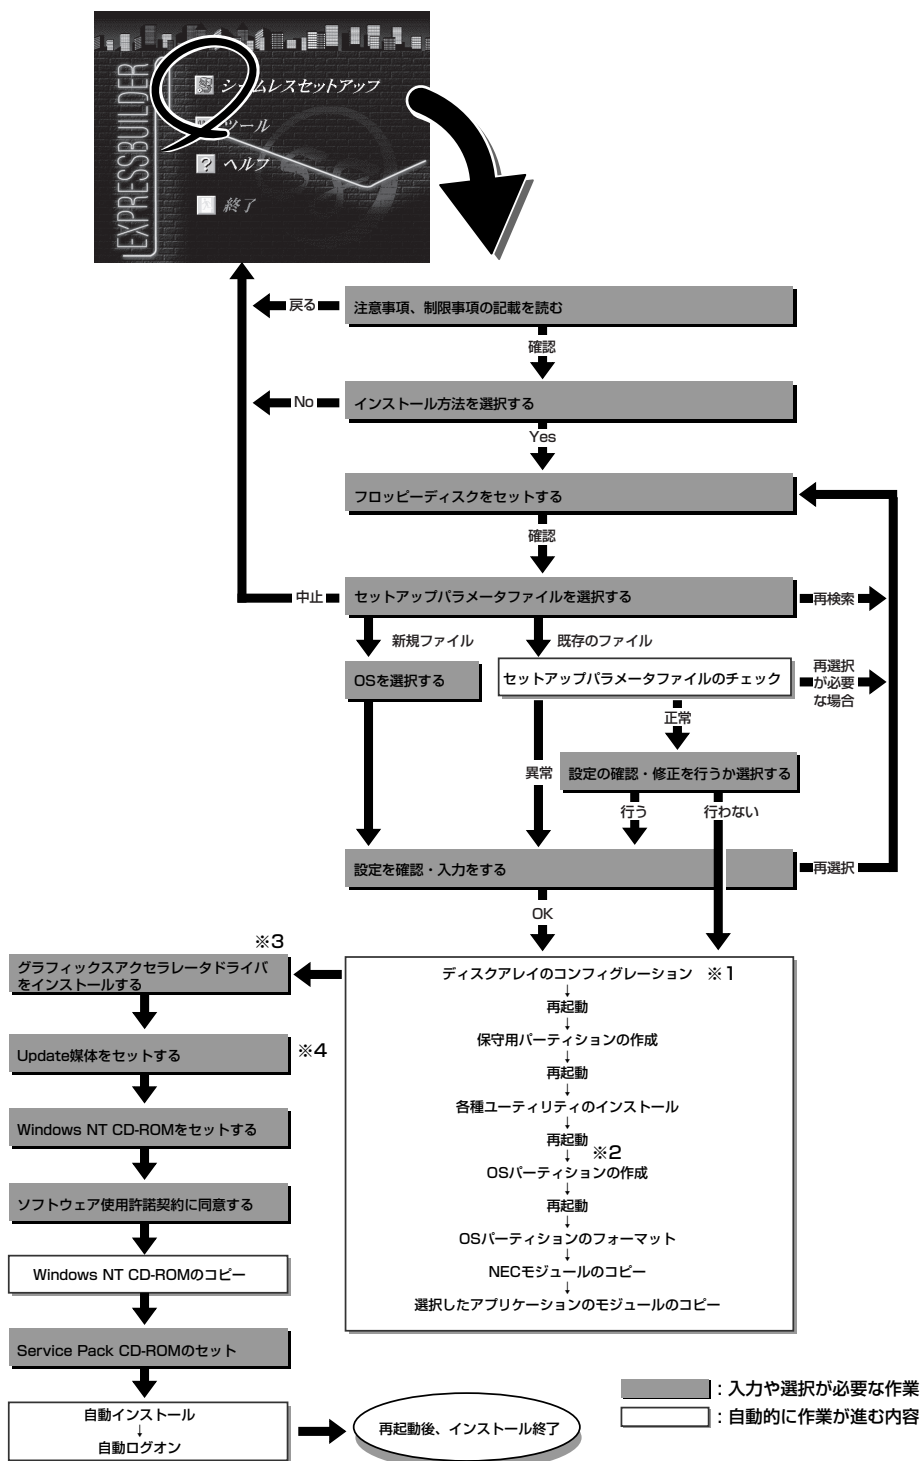 EXPRESSBUILDER
シームレスセットアップ
ツール
ヘルプ
終了
戻る
注意事項、制限事項の記載を読む
確認
No
インストール方法を選択する
Yes
フロッピーディスクをセットする
確認
中止
セットアップパラメータファイルを選択する
再検索
新規ファイル
既存のファイル
OSを選択する
セットアップパラメータファイルのチェック
再選択
が必要
な場合
正常
異常
設定の確認・修正を行うか選択する
行う
行わない
設定を確認・入力をする
再選択
OK
※3
グラフィックスアクセラレータドライバ
をインストールする
Update媒体をセットする
※4
Windows NT CD-ROMをセットする
ソフトウェア使用許諾契約に同意する
Windows NT CD-ROMのコピー
Service Pack CD-ROMのセット
自動インストール
↓
自動ログオン
再起動後、インストール終了
ディスクアレイのコンフィグレーション ※1
↓
再起動
↓
保守用パーティションの作成
↓
再起動
↓
各種ユーティリティのインストール
↓
再起動
↓ ※2
OSパーティションの作成
↓
再起動
↓
OSパーティションのフォーマット
↓
NECモジュールのコピー
↓
選択したアプリケーションのモジュールのコピー
：入力や選択が必要な作業
：自動的に作業が進む内容